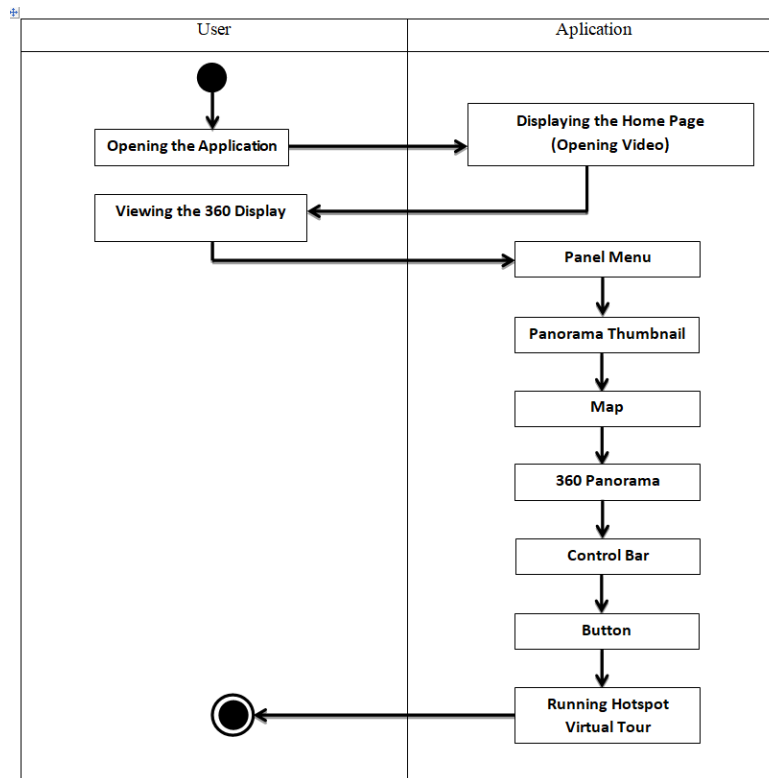 User
Aplication
Opening the Application
Displaying the Home Page
(Opening Video)
Viewing the 360 Display
Panel Menu
Panorama Thumbnail
Map
360 Panorama
Control Bar
Button
Running Hotspot
Virtual Tour